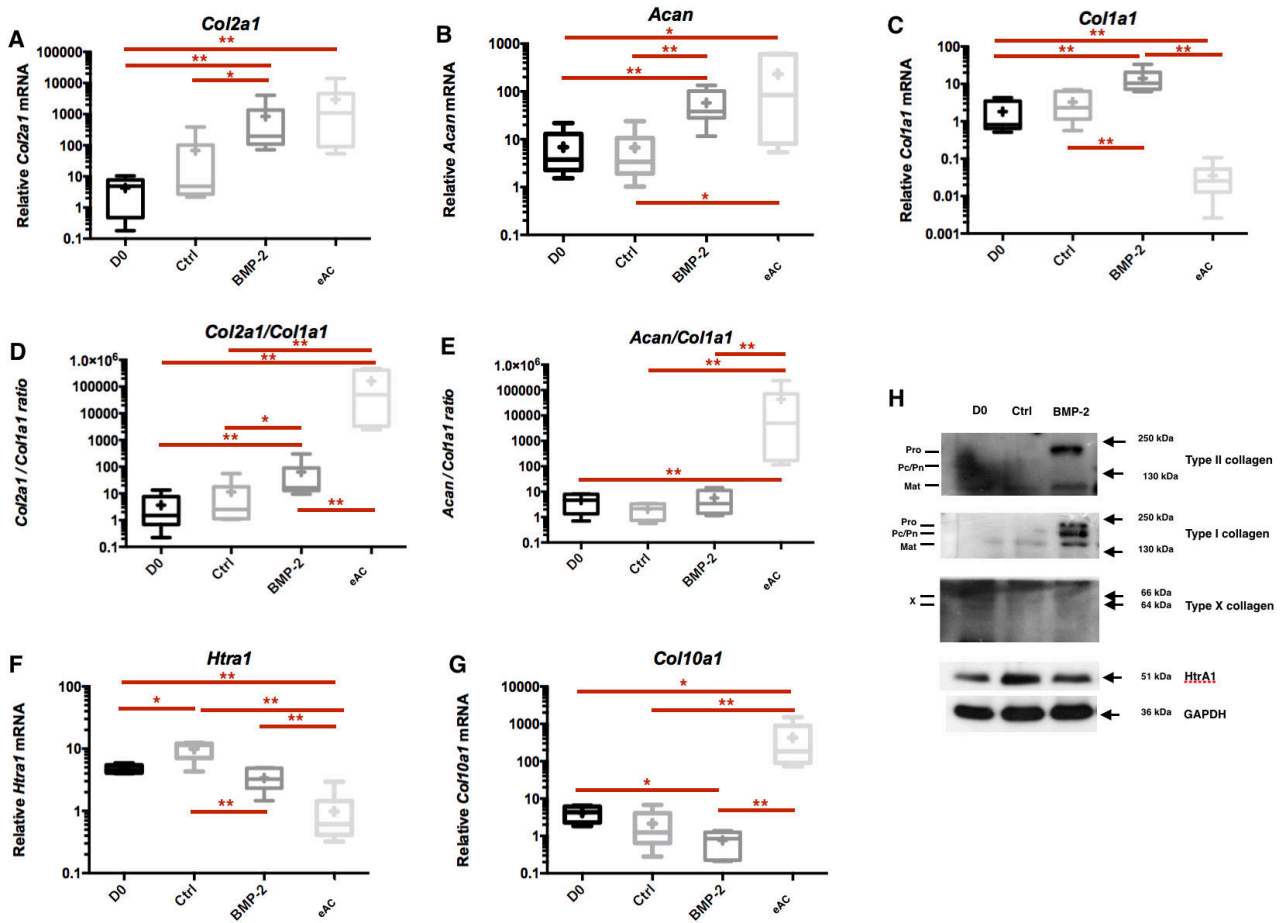 A
Col2a1
Relative Col2a1 mRNA
100000
10000
1000
100
10
1
0.1
**
**
*
D0
Ctrl
BMP-2
eAC
B
Acan
Relative Acan mRNA
1000
100
10
1
0.1
*
**
**
*
D0
Ctrl
BMP-2
eAC
C
Col1a1
Relative Col1a1 mRNA
100
10
1
0.1
0.01
0.001
**
**
**
**
D0
Ctrl
BMP-2
eAC
D
Col2a1/Col1a1
Col2a1 / Col1a1 ratio
1.0×10⁶
100000
10000
1000
100
10
1
0.1
**
**
*
**
**
D0
Ctrl
BMP-2
eAC
E
Acan/Col1a1
Acan / Col1a1 ratio
1.0×10⁶
100000
10000
1000
100
10
1
0.1
**
**
**
D0
Ctrl
BMP-2
eAC
F
Htra1
Relative Htra1 mRNA
100
10
1
0.1
**
*
**
**
**
D0
Ctrl
BMP-2
eAC
G
Col10a1
Relative Col10a1 mRNA
10000
1000
100
10
1
0.1
*
**
*
**
D0
Ctrl
BMP-2
eAC
H
D0 Ctrl BMP-2
Pro
Pc/Pn
Mat
250 kDa
130 kDa
Type II collagen
Pro
Pc/Pn
Mat
250 kDa
130 kDa
Type I collagen
X
66 kDa
64 kDa
Type X collagen
51 kDa HtrA1
36 kDa GAPDH